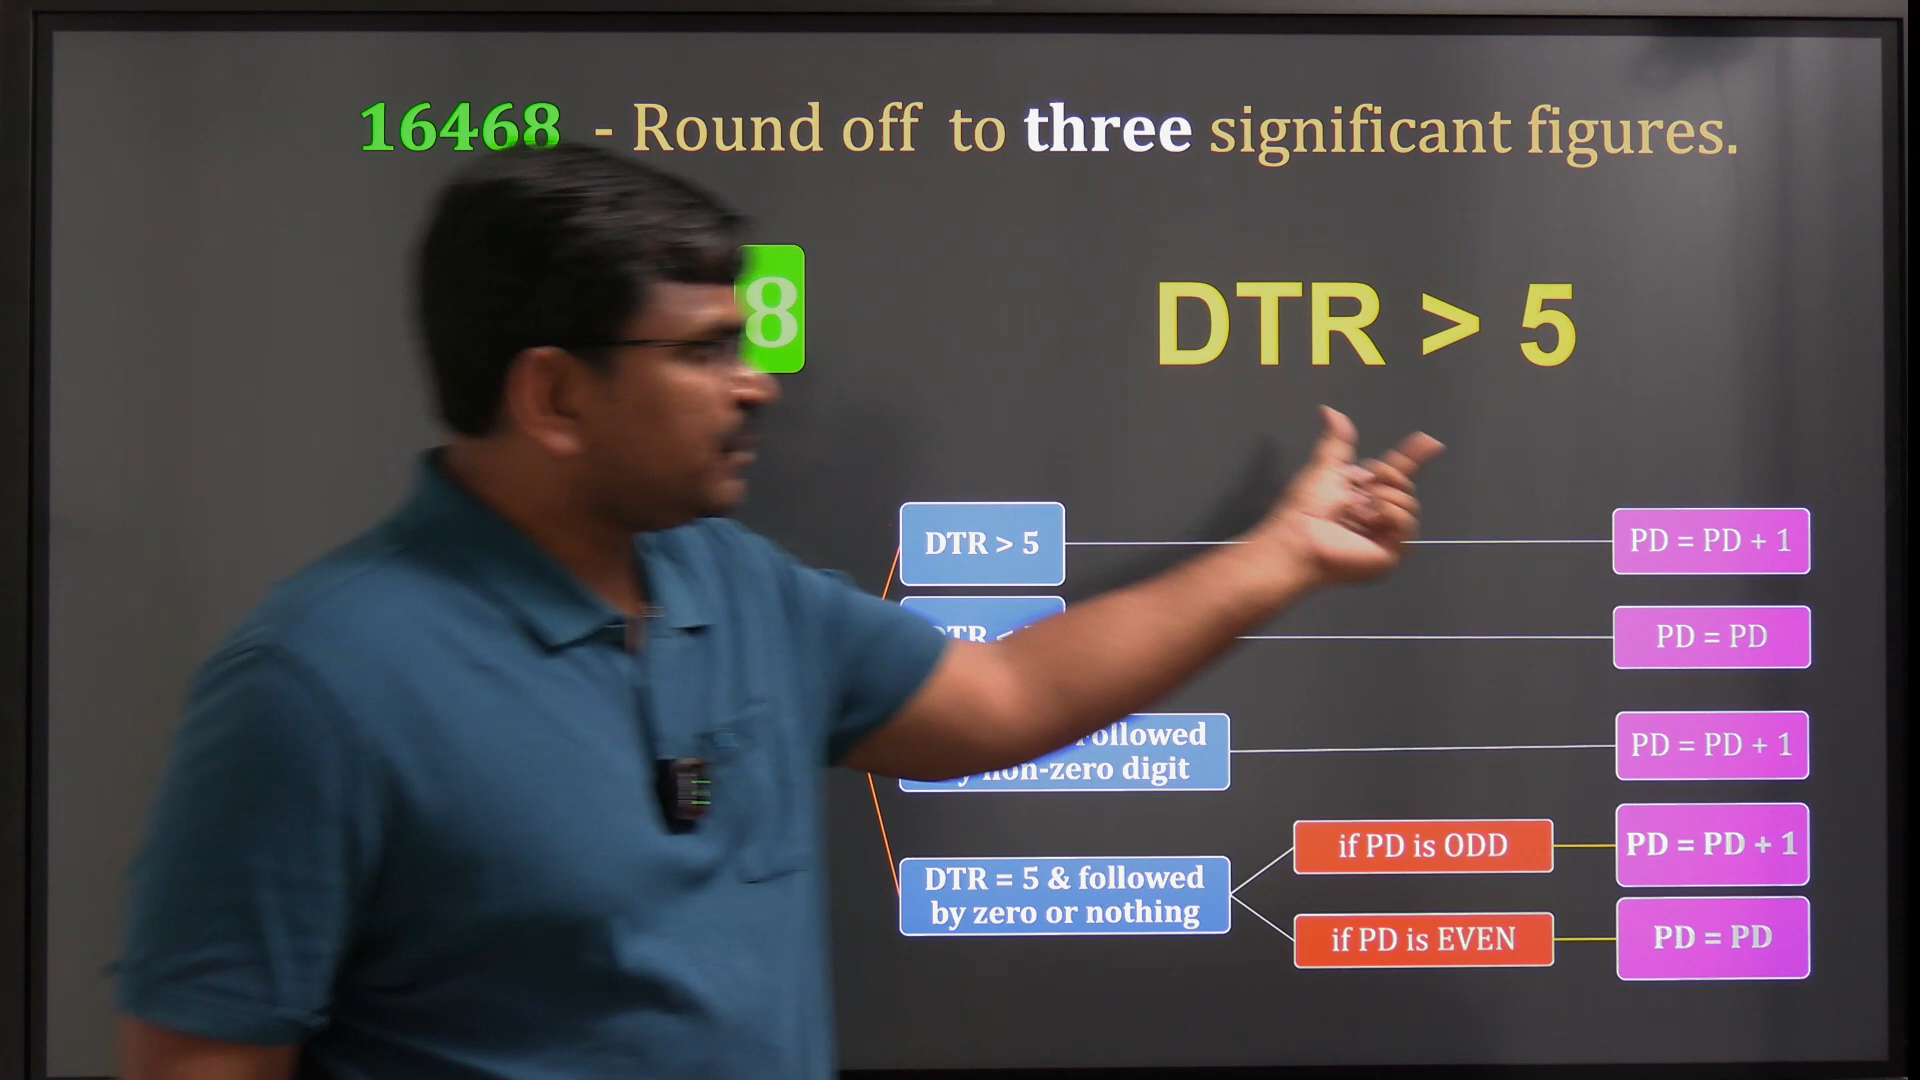 16468 - Round off to three significant figures.
8
DTR > 5
DTR > 5
PD = PD + 1
DTR <
PD = PD
followed
non-zero digit
PD = PD + 1
DTR = 5 & followed
by zero or nothing
if PD is ODD
PD = PD + 1
if PD is EVEN
PD = PD